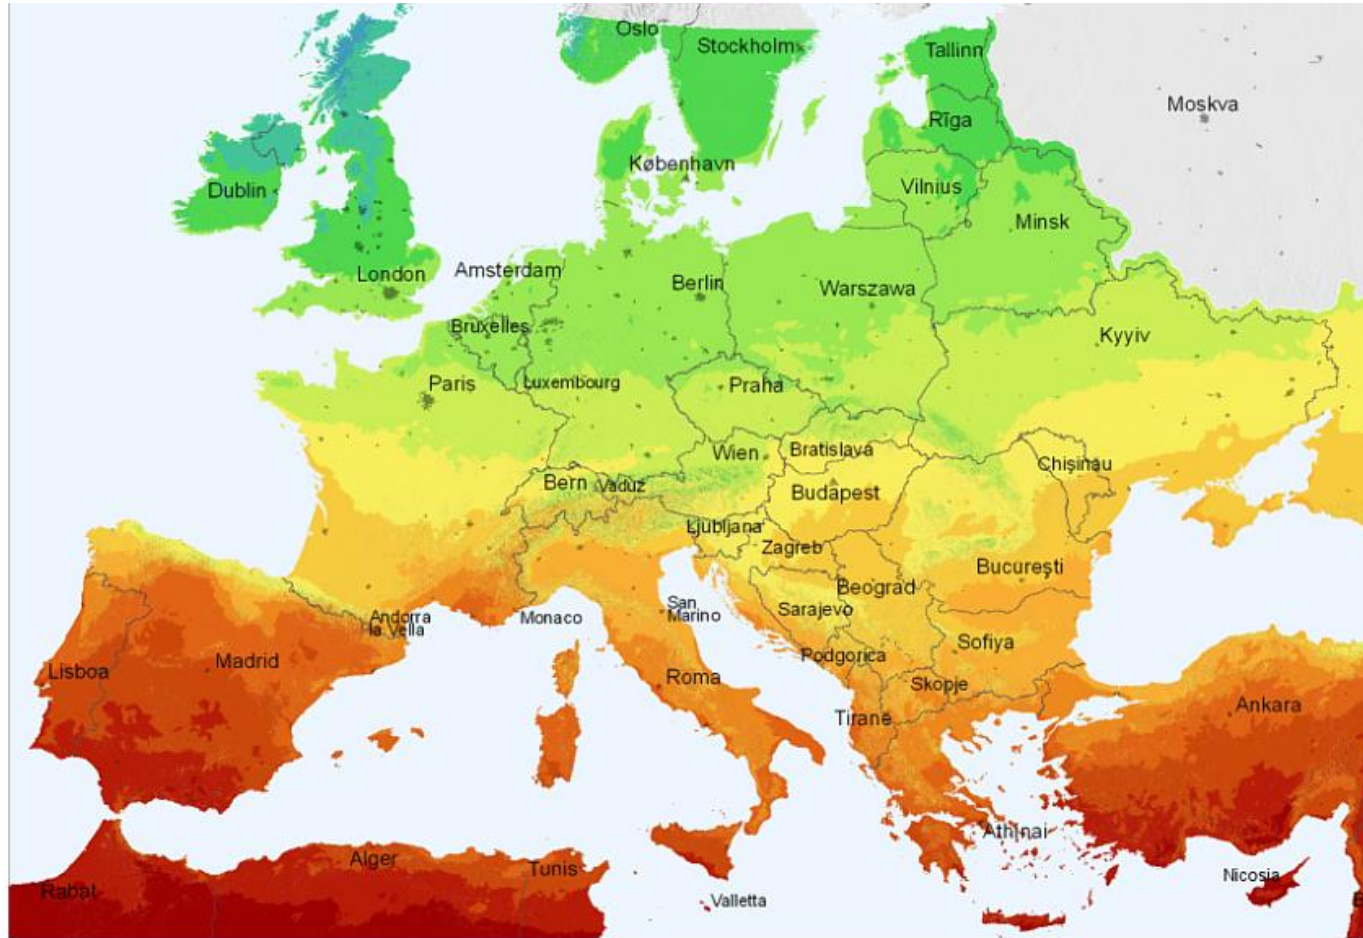 Oslo
Stockholm
Tallinn
Moskva
Rīga
København
Dublin
Vilnius
Minsk
London
Amsterdam
Berlin
Warszawa
Bruxelles
Kyyiv
Paris
Luxembourg
Praha
Wien
Bratislava
Chişinau
Bern
Vaduz
Budapest
Ljubljana
Zagreb
Bucureşti
Beograd
Andorra
la Vella
Monaco
San
Marino
Sarajevo
Sofiya
Podgorica
Lisboa
Madrid
Roma
Skopje
Tirane
Ankara
Athinai
Alger
Tunis
Rabat
Valletta
Nicosia